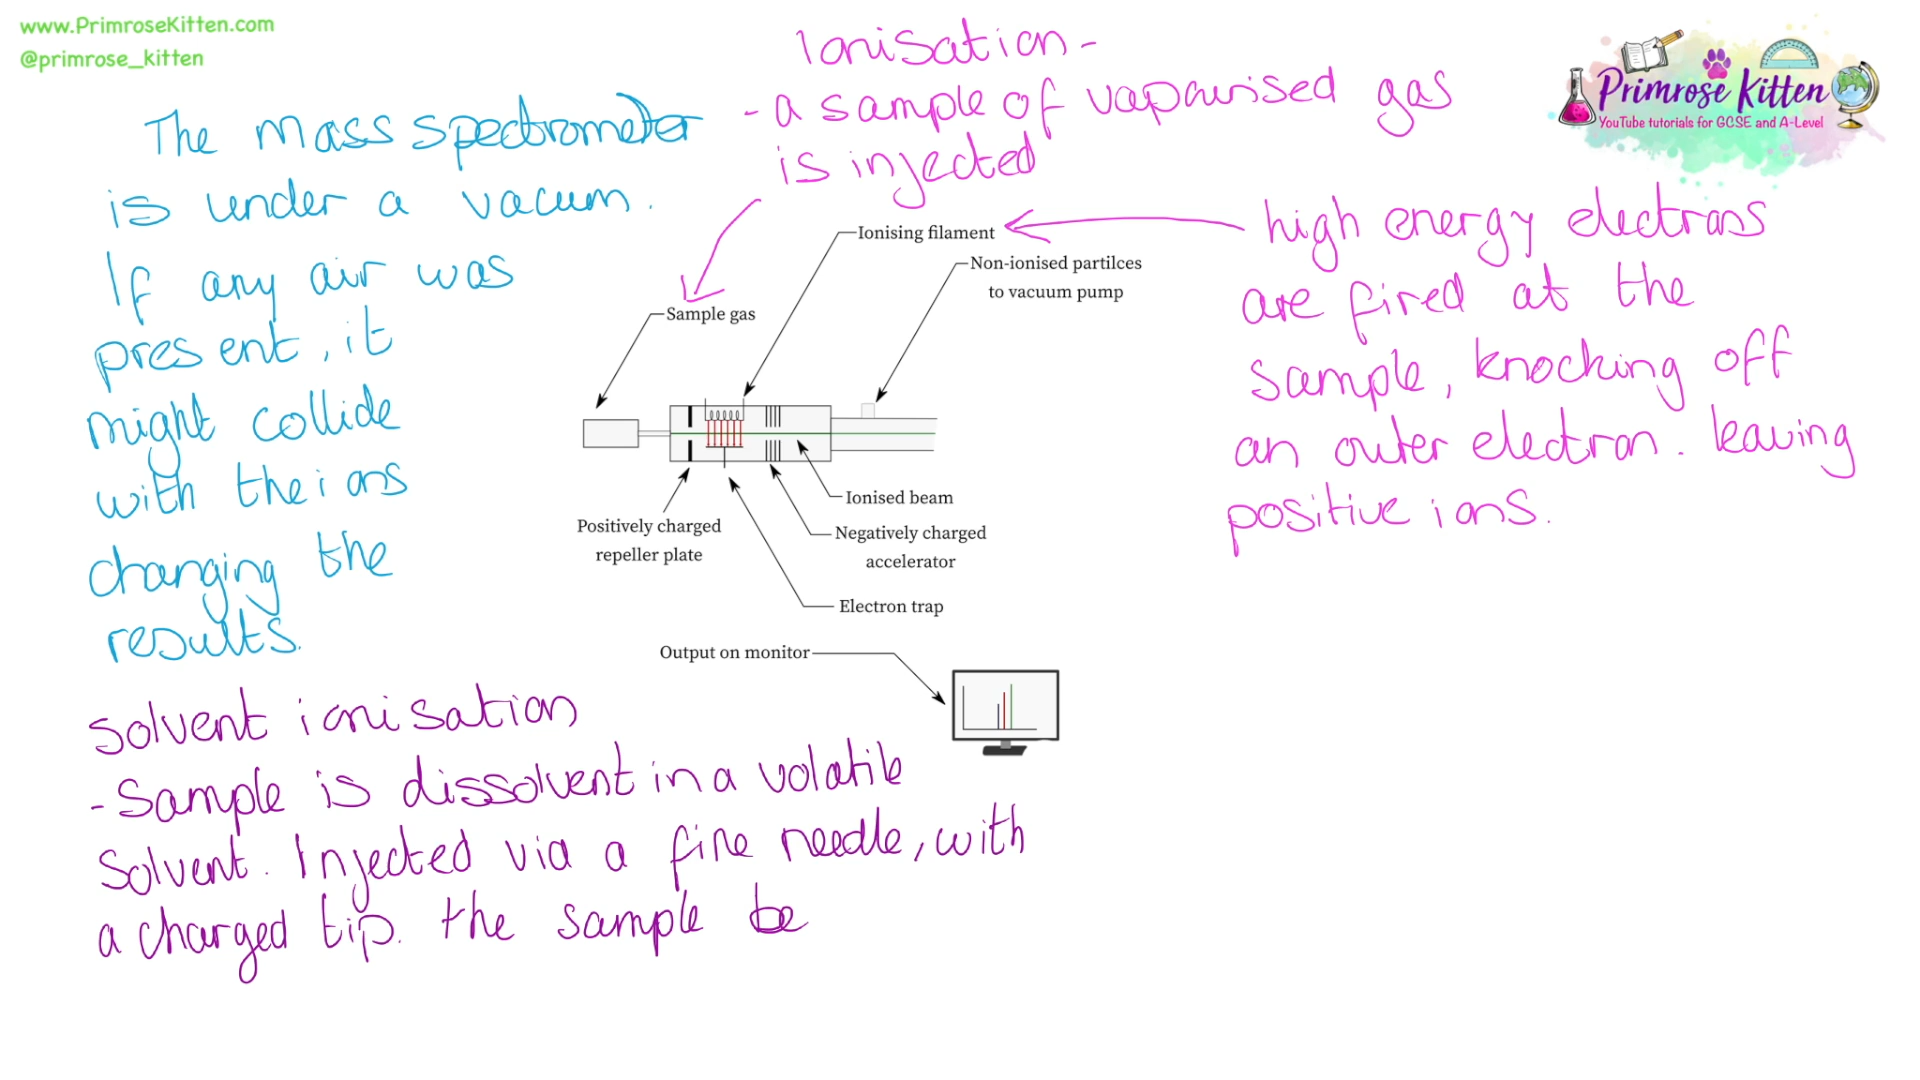 www.PrimroseKitten.com
@primrose_kitten
Primrose Kitten
YouTube tutorials for GCSE and A-Level
The mass spectrometer
is under a vacuum.
If any air was
present, it
might collide
with the ions
changing the
results.
Ionisation -
- a sample of vapourised gas
is injected
high energy electrons
are fired at the
sample, knocking off
an outer electron. leaving
positive ions.
Ionising filament
Non-ionised partilces
to vacuum pump
Sample gas
Ionised beam
Positively charged
repeller plate
Negatively charged
accelerator
Electron trap
Output on monitor
solvent ionisation
- Sample is dissolvent in a volatile
solvent. Injected via a fine needle, with
a charged tip. the sample be